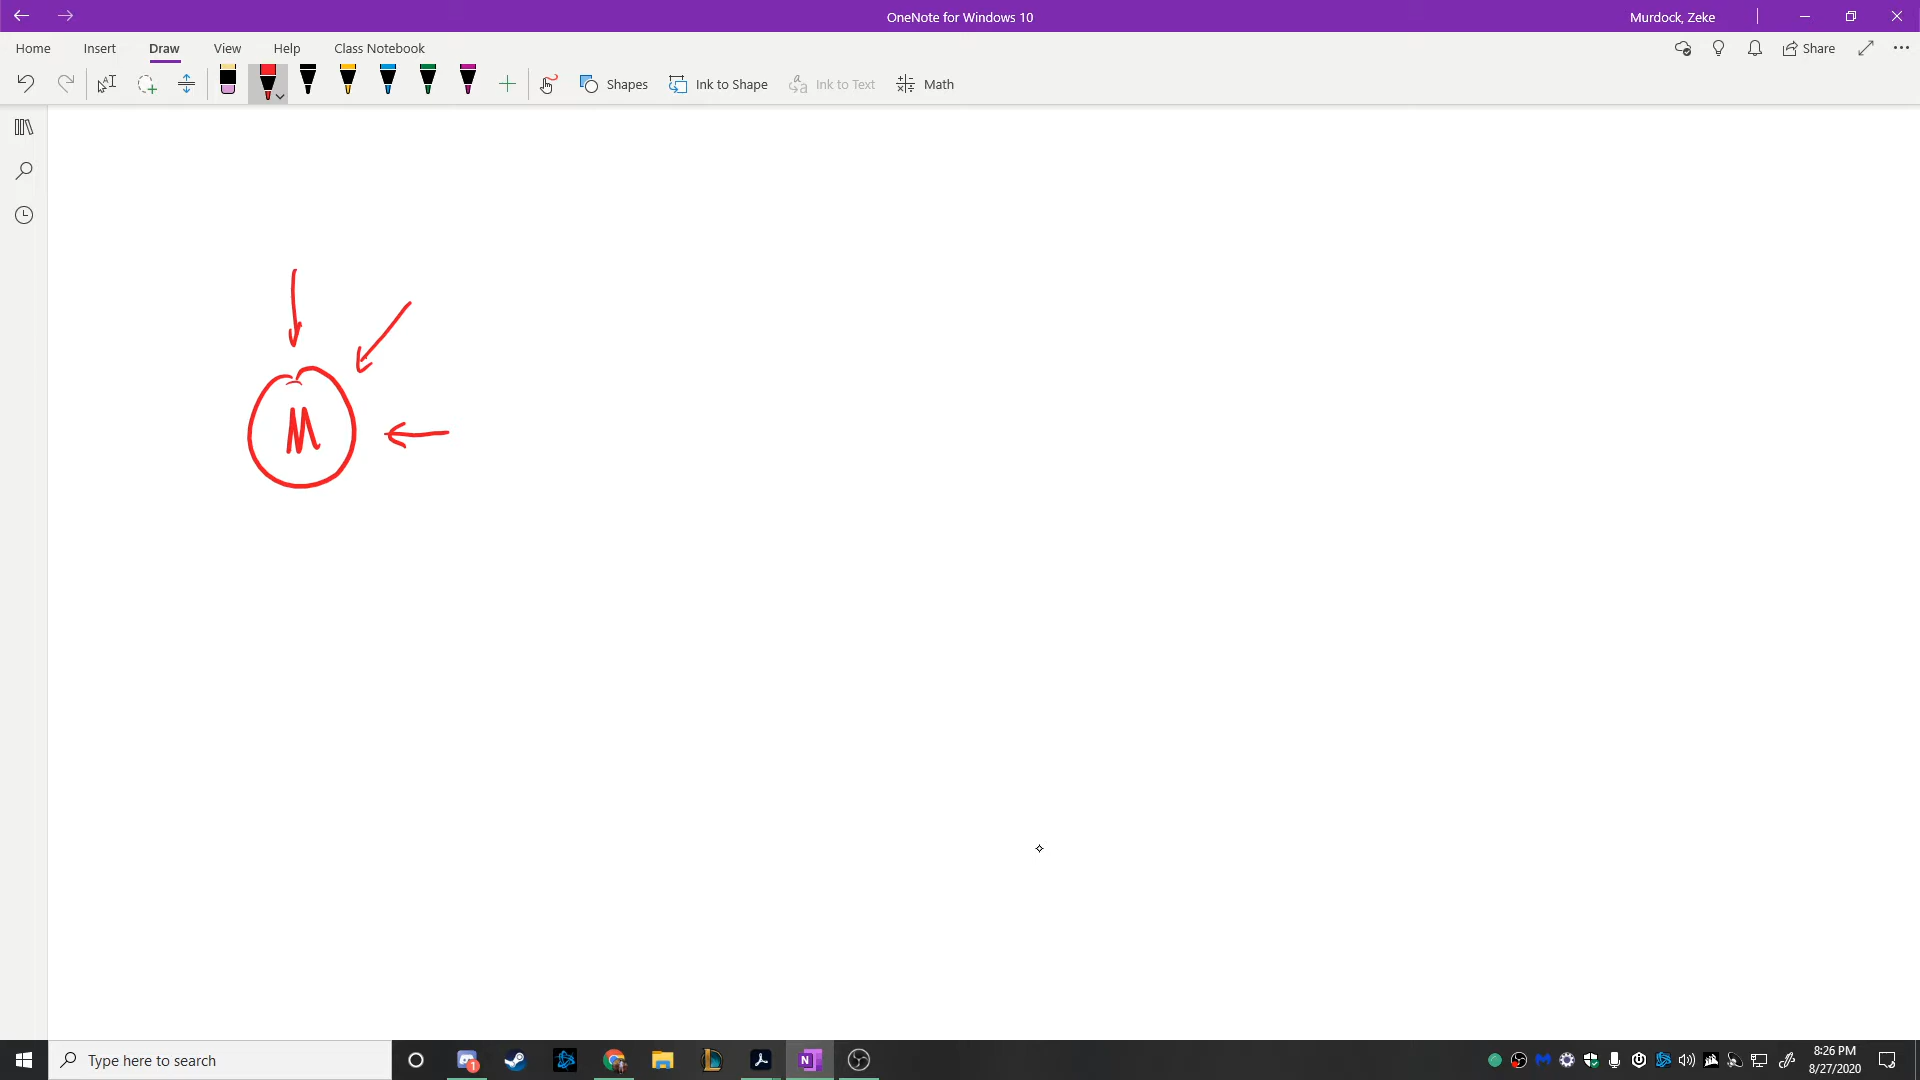 OneNote for Windows 10
Murdock, Zeke
Home Insert Draw View Help Class Notebook
Share
Shapes Ink to Shape Ink to Text Math
M
Type here to search
1
8:26 PM
8/27/2020